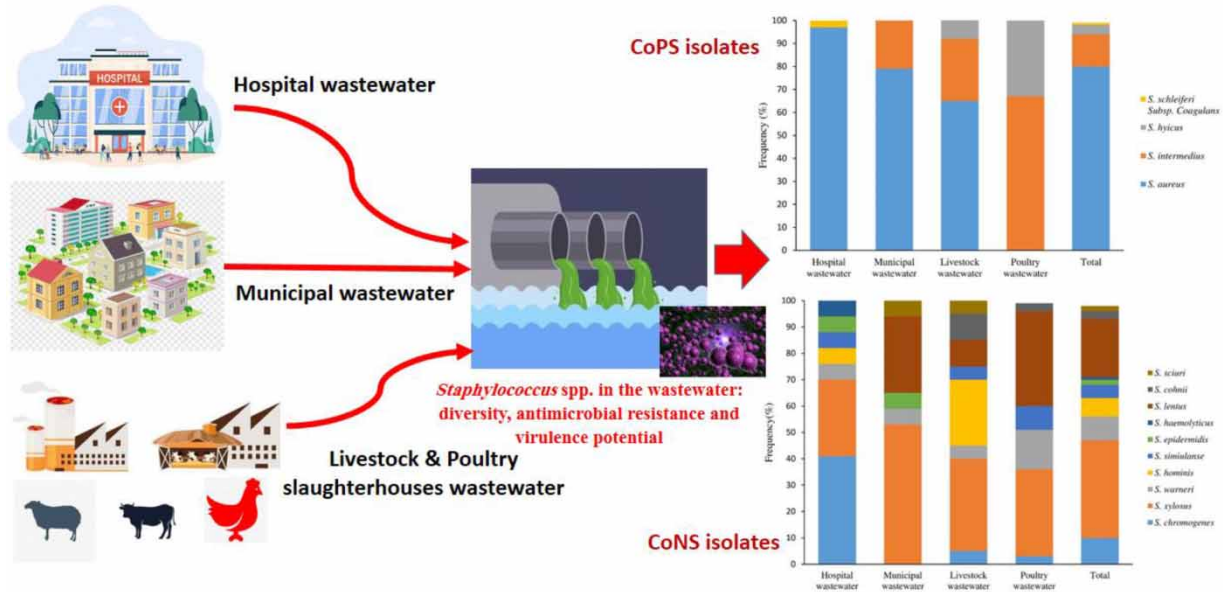 HOSPITAL
Hospital wastewater
Municipal wastewater
Livestock & Poultry
slaughterhouses wastewater
Staphylococcus spp. in the wastewater:
diversity, antimicrobial resistance and
virulence potential
CoPS isolates
Frequency (%)
100
90
80
70
60
50
40
30
20
10
0
Hospital
wastewater
Municipal
wastewater
Livestock
wastewater
Poultry
wastewater
Total
S. schleiferi
Subsp. Coagulans
S. hyicus
S. intermedius
S. aureus
CoNS isolates
Frequency(%)
100
90
80
70
60
50
40
30
20
10
0
Hospital
wastewater
Municipal
wastewater
Livestock
wastewater
Poultry
wastewater
Total
S. sciuri
S. cohnii
S. lentus
S. haemolyticus
S. epidermidis
S. simiulanse
S. hominis
S. warneri
S. xylosus
S. chromogenes